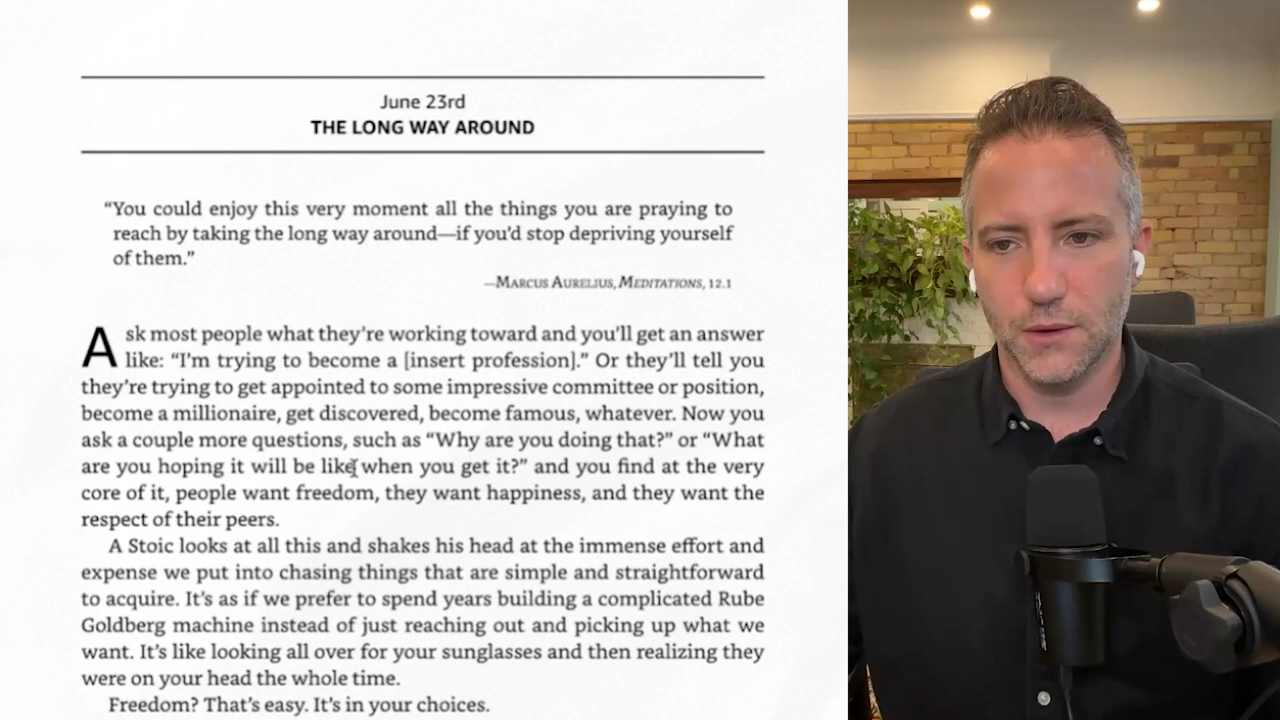 June 23rd
THE LONG WAY AROUND
“You could enjoy this very moment all the things you are praying to
reach by taking the long way around—if you’d stop depriving yourself
of them.”
—MARCUS AURELIUS, MEDITATIONS, 12.1
Ask most people what they’re working toward and you’ll get an answer
like: “I’m trying to become a [insert profession].” Or they’ll tell you
they’re trying to get appointed to some impressive committee or position,
become a millionaire, get discovered, become famous, whatever. Now you
ask a couple more questions, such as “Why are you doing that?” or “What
are you hoping it will be like when you get it?” and you find at the very
core of it, people want freedom, they want happiness, and they want the
respect of their peers.
A Stoic looks at all this and shakes his head at the immense effort and
expense we put into chasing things that are simple and straightforward
to acquire. It’s as if we prefer to spend years building a complicated Rube
Goldberg machine instead of just reaching out and picking up what we
want. It’s like looking all over for your sunglasses and then realizing they
were on your head the whole time.
Freedom? That’s easy. It’s in your choices.